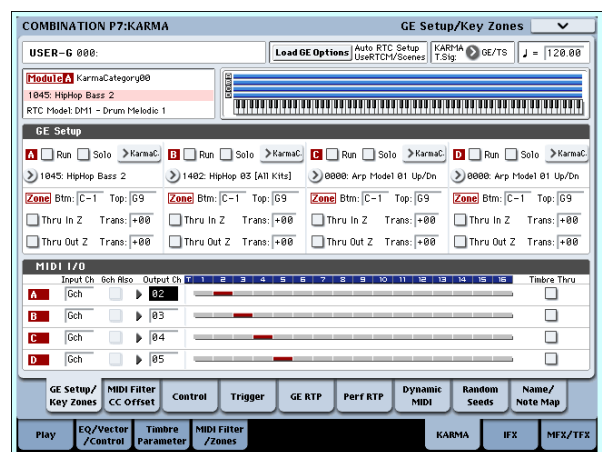 COMBINATION P7:KARMA GE Setup/Key Zones
USER-G 000: Load GE Options Auto RTC Setup UseRTCM/Scenes KARMA T.Sig: GE/TS ♩ = 120.00
Module A KarmaCategory00
1045: HipHop Bass 2
RTC Model: DM1 - Drum Melodic 1
GE Setup
A Run Solo KarmaC. B Run Solo KarmaC. C Run Solo KarmaC. D Run Solo KarmaC.
1045: HipHop Bass 2 1402: HipHop 03 [All Kits] 0000: Arp Model 01 Up/Dn 0000: Arp Model 01 Up/Dn
Zone Btm: C-1 Top: G9 Zone Btm: C-1 Top: G9 Zone Btm: C-1 Top: G9 Zone Btm: C-1 Top: G9
Thru In Z Trans: +00 Thru In Z Trans: +00 Thru In Z Trans: +00 Thru In Z Trans: +00
Thru Out Z Trans: +00 Thru Out Z Trans: +00 Thru Out Z Trans: +00 Thru Out Z Trans: +00
MIDI I/O
Input Ch Gch Also Output Ch T 1 2 3 4 5 6 7 8 9 10 11 12 13 14 15 16 Timbre Thru
A Gch 02
B Gch 03
C Gch 04
D Gch 05
GE Setup/ Key Zones MIDI Filter CC Offset Control Trigger GE RTP Perf RTP Dynamic MIDI Random Seeds Name/ Note Map
Play EQ/Vector /Control Timbre Parameter MIDI Filter /Zones KARMA IFX MFX/TFX